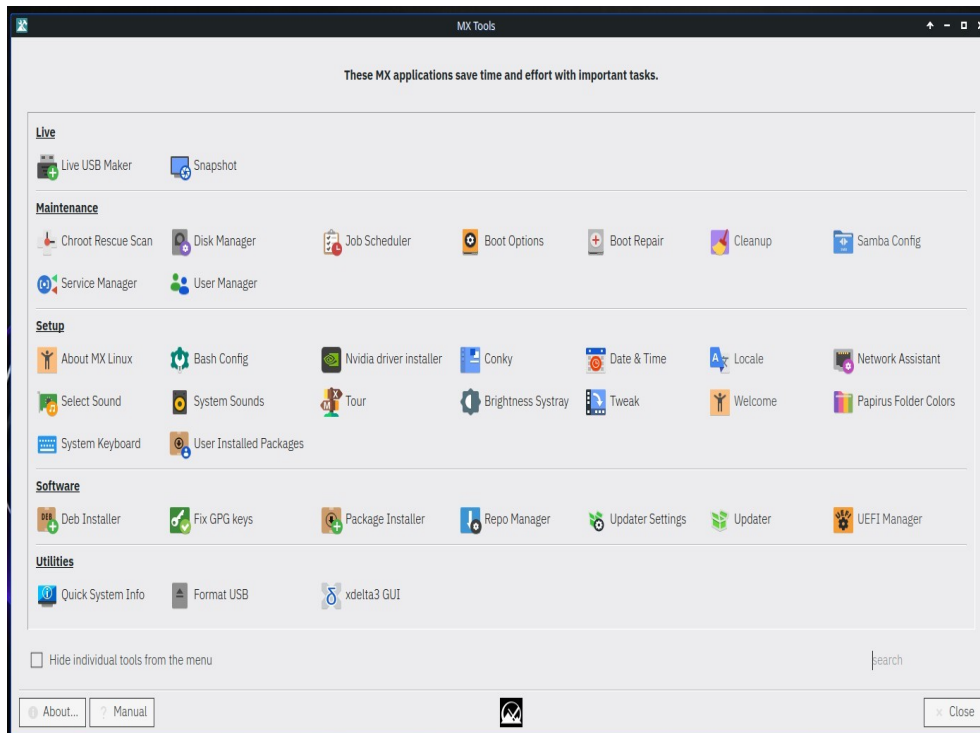 MX Tools
These MX applications save time and effort with important tasks.
Live
Live USB Maker Snapshot
Maintenance
Chroot Rescue Scan Disk Manager Job Scheduler Boot Options Boot Repair Cleanup Samba Config
Service Manager User Manager
Setup
About MX Linux Bash Config Nvidia driver installer Conky Date & Time Locale Network Assistant
Select Sound System Sounds Tour Brightness Systray Tweak Welcome Papirus Folder Colors
System Keyboard User Installed Packages
Software
Deb Installer Fix GPG keys Package Installer Repo Manager Updater Settings Updater UEFI Manager
Utilities
Quick System Info Format USB xdelta3 GUI
Hide individual tools from the menu search
About... ? Manual Close